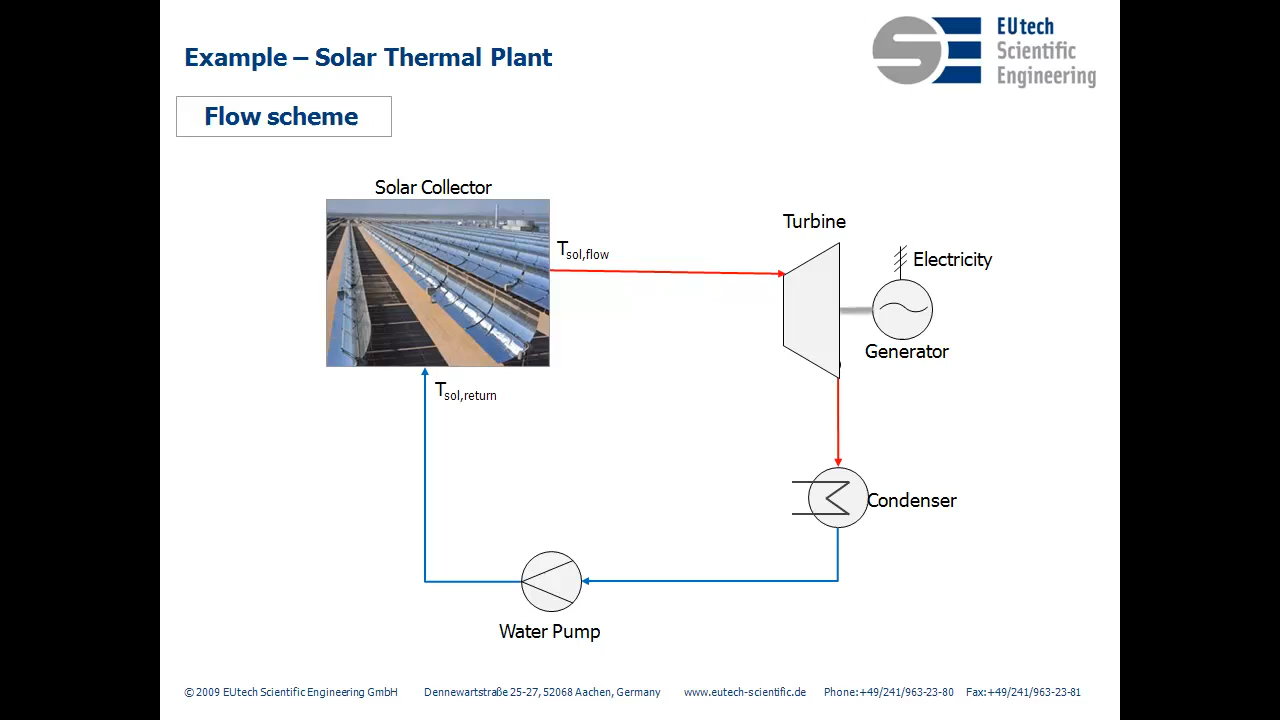 Example – Solar Thermal Plant
EUtech
Scientific
Engineering
Flow scheme
Solar Collector
Turbine
Tsol,flow
Electricity
Generator
Tsol,return
Condenser
Water Pump
© 2009 EUtech Scientific Engineering GmbH Dennewartstraße 25-27, 52068 Aachen, Germany www.eutech-scientific.de Phone:+49/241/963-23-80 Fax:+49/241/963-23-81